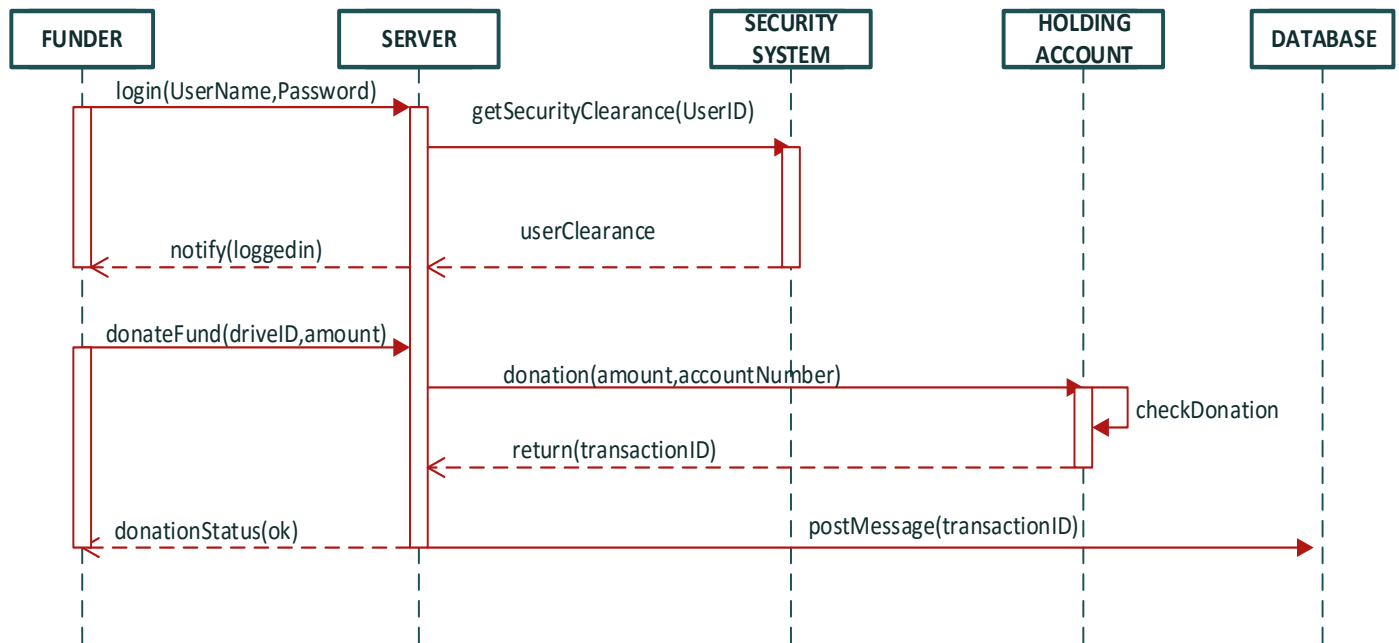 FUNDER
SERVER
SECURITY
SYSTEM
HOLDING
ACCOUNT
DATABASE
login(UserName,Password)
getSecurityClearance(UserID)
userClearance
notify(loggedin)
donateFund(driveID,amount)
donation(amount,accountNumber)
checkDonation
return(transactionID)
donationStatus(ok)
postMessage(transactionID)